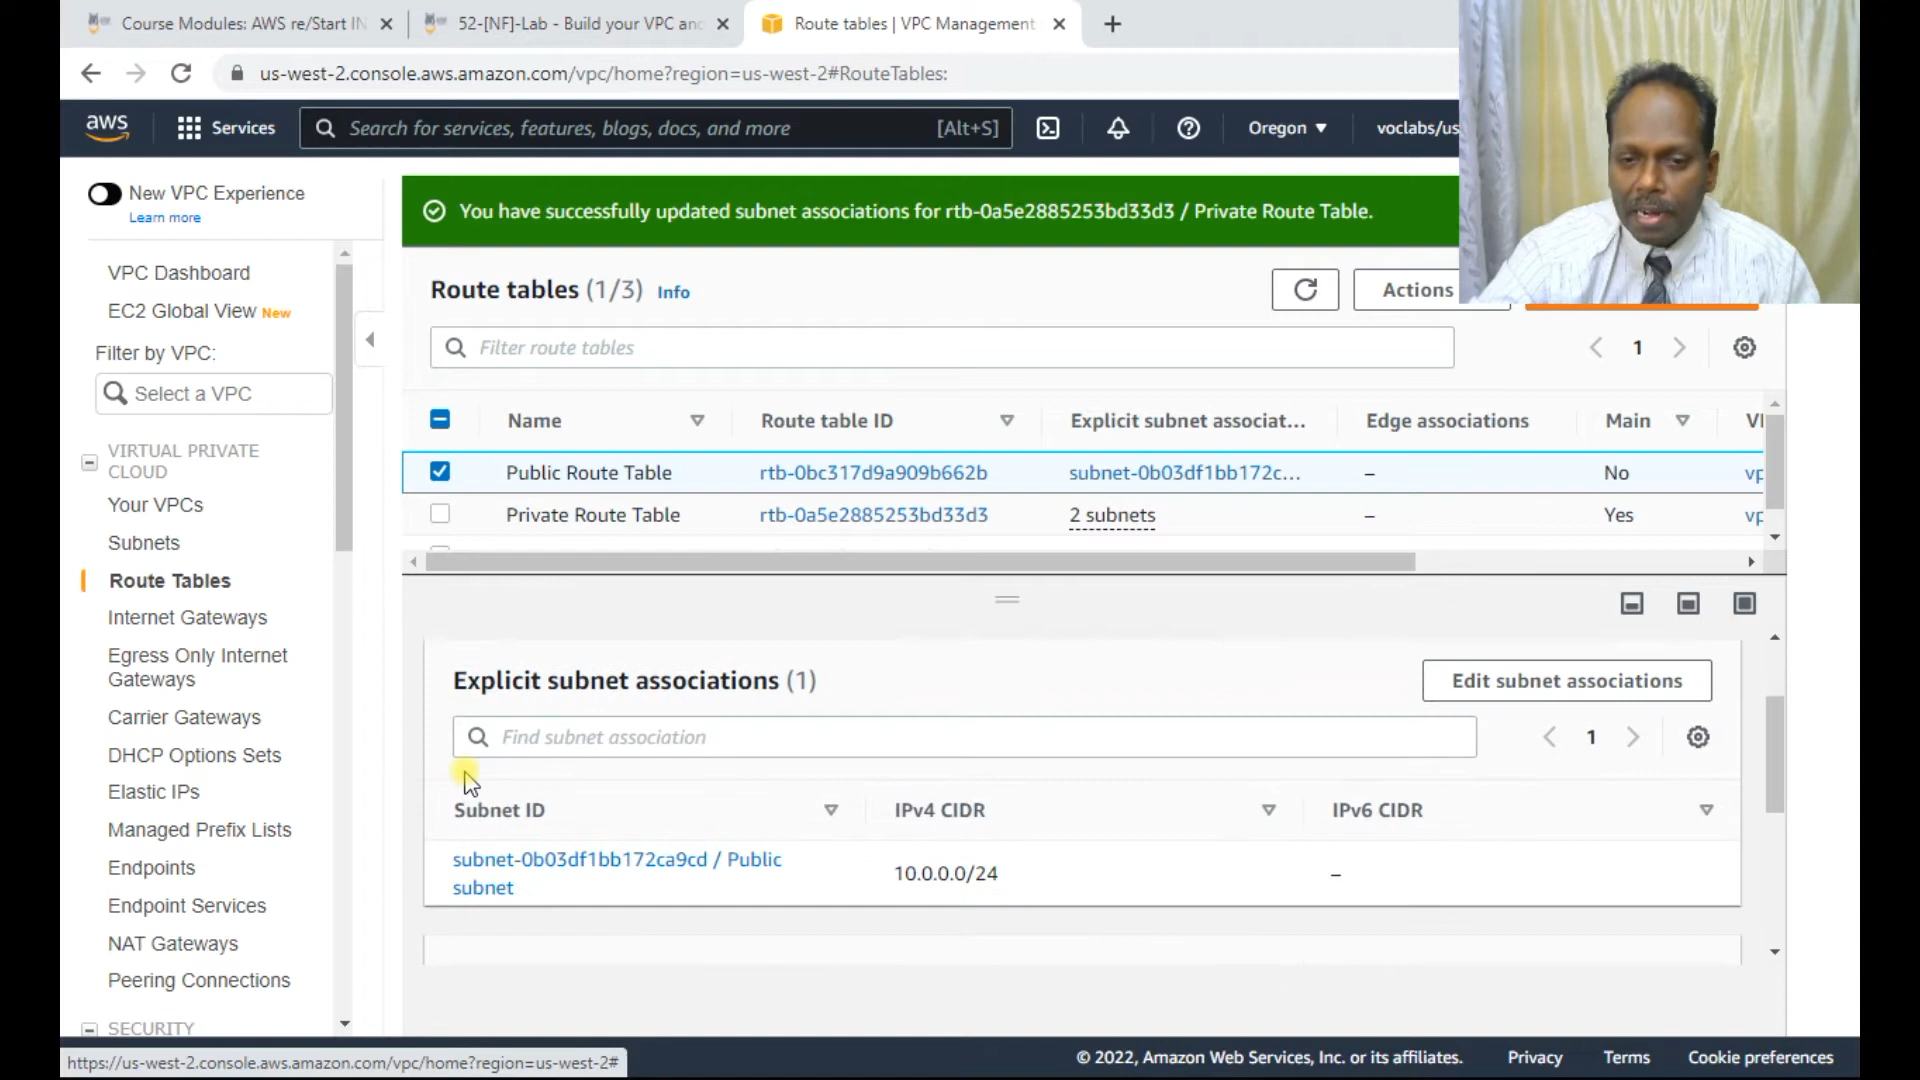 Course Modules: AWS re/Start IN
52-[NF]-Lab - Build your VPC and
Route tables | VPC Management
us-west-2.console.aws.amazon.com/vpc/home?region=us-west-2#RouteTables:
aws
Services
Search for services, features, blogs, docs, and more
[Alt+S]
Oregon
voclabs/us
New VPC Experience
Learn more
VPC Dashboard
EC2 Global View New
Filter by VPC:
Select a VPC
VIRTUAL PRIVATE
CLOUD
Your VPCs
Subnets
Route Tables
Internet Gateways
Egress Only Internet
Gateways
Carrier Gateways
DHCP Options Sets
Elastic IPs
Managed Prefix Lists
Endpoints
Endpoint Services
NAT Gateways
Peering Connections
SECURITY
You have successfully updated subnet associations for rtb-0a5e2885253bd33d3 / Private Route Table.
Route tables (1/3) Info
Actions
Filter route tables
1
Name
Route table ID
Explicit subnet associat...
Edge associations
Main
Public Route Table
rtb-0bc317d9a909b662b
subnet-0b03df1bb172c...
–
No
vp
Private Route Table
rtb-0a5e2885253bd33d3
2 subnets
–
Yes
vp
Explicit subnet associations (1)
Edit subnet associations
Find subnet association
1
Subnet ID
IPv4 CIDR
IPv6 CIDR
subnet-0b03df1bb172ca9cd / Public
subnet
10.0.0.0/24
–
https://us-west-2.console.aws.amazon.com/vpc/home?region=us-west-2#
© 2022, Amazon Web Services, Inc. or its affiliates.
Privacy
Terms
Cookie preferences